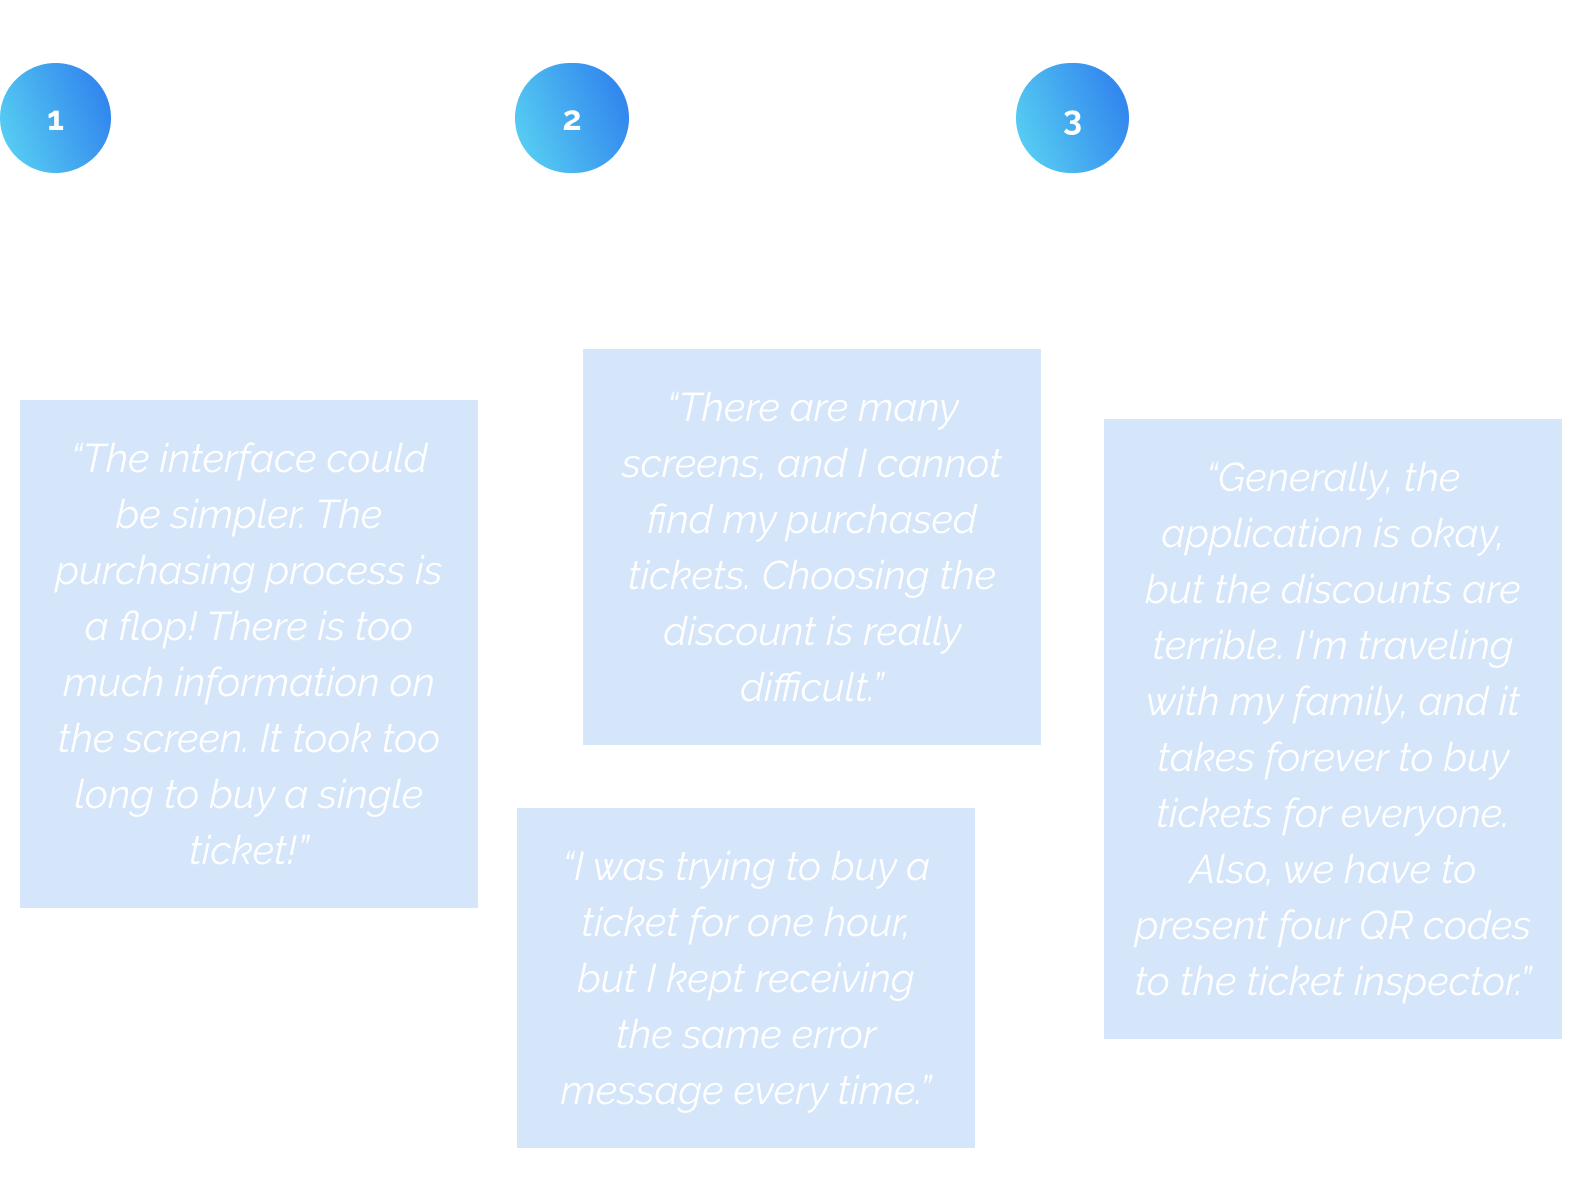 1
2
3
“The interface could
be simpler. The
purchasing process is
a flop! There is too
much information on
the screen. It took too
long to buy a single
ticket!”
“There are many
screens, and I cannot
find my purchased
tickets. Choosing the
discount is really
difficult.”
“I was trying to buy a
ticket for one hour,
but I kept receiving
the same error
message every time.”
“Generally, the
application is okay,
but the discounts are
terrible. I'm traveling
with my family, and it
takes forever to buy
tickets for everyone.
Also, we have to
present four QR codes
to the ticket inspector.”